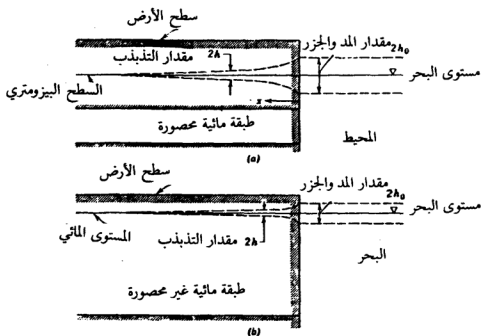 سطح الأرض
مقدار المد والجزر 2h₀
مقدار التذبذب 2h
مستوى البحر
السطح البيزومتري
x
المحيط
طبقة مائية محصورة
(a)
سطح الأرض
مقدار المد والجزر 2h₀
مستوى البحر
المستوى المائي
مقدار التذبذب 2h
البحر
طبقة مائية غير محصورة
(b)